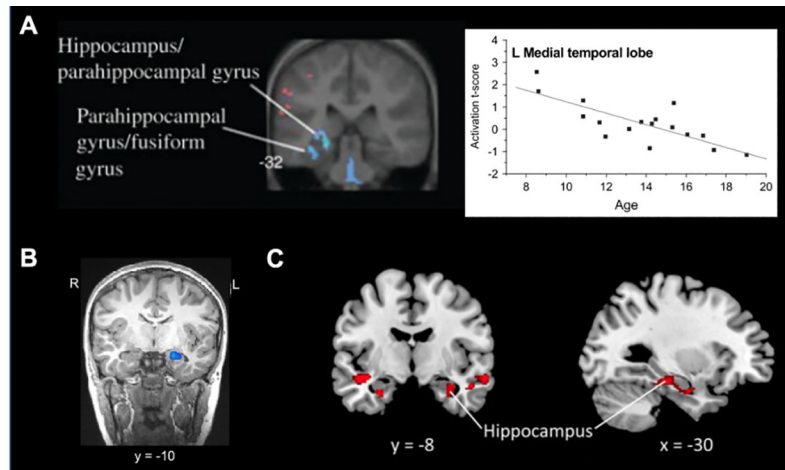 A
Hippocampus/
parahippocampal gyrus
Parahippocampal
gyrus/fusiform
gyrus
-32
L Medial temporal lobe
Activation t-score
4
3
2
1
0
-1
-2
8 10 12 14 16 18 20
Age
B
R L
y = -10
C
Hippocampus
y = -8 x = -30